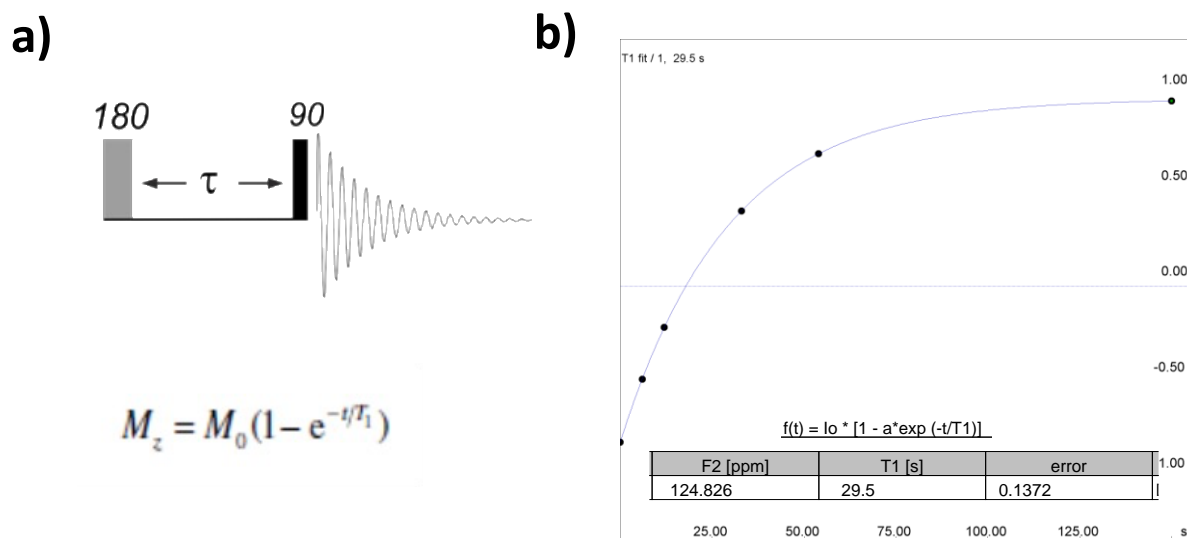 a)
180 90
← τ →
M_z = M_0(1 – e^{-t/T_1})
b)
T1 fit / 1, 29.5 s
1.00
0.50
0.00
-0.50
f(t) = Io * [1 - a*exp (-t/T1)]
1.00
F2 [ppm] T1 [s] error
124.826 29.5 0.1372
25.00 50.00 75.00 100.00 125.00 s